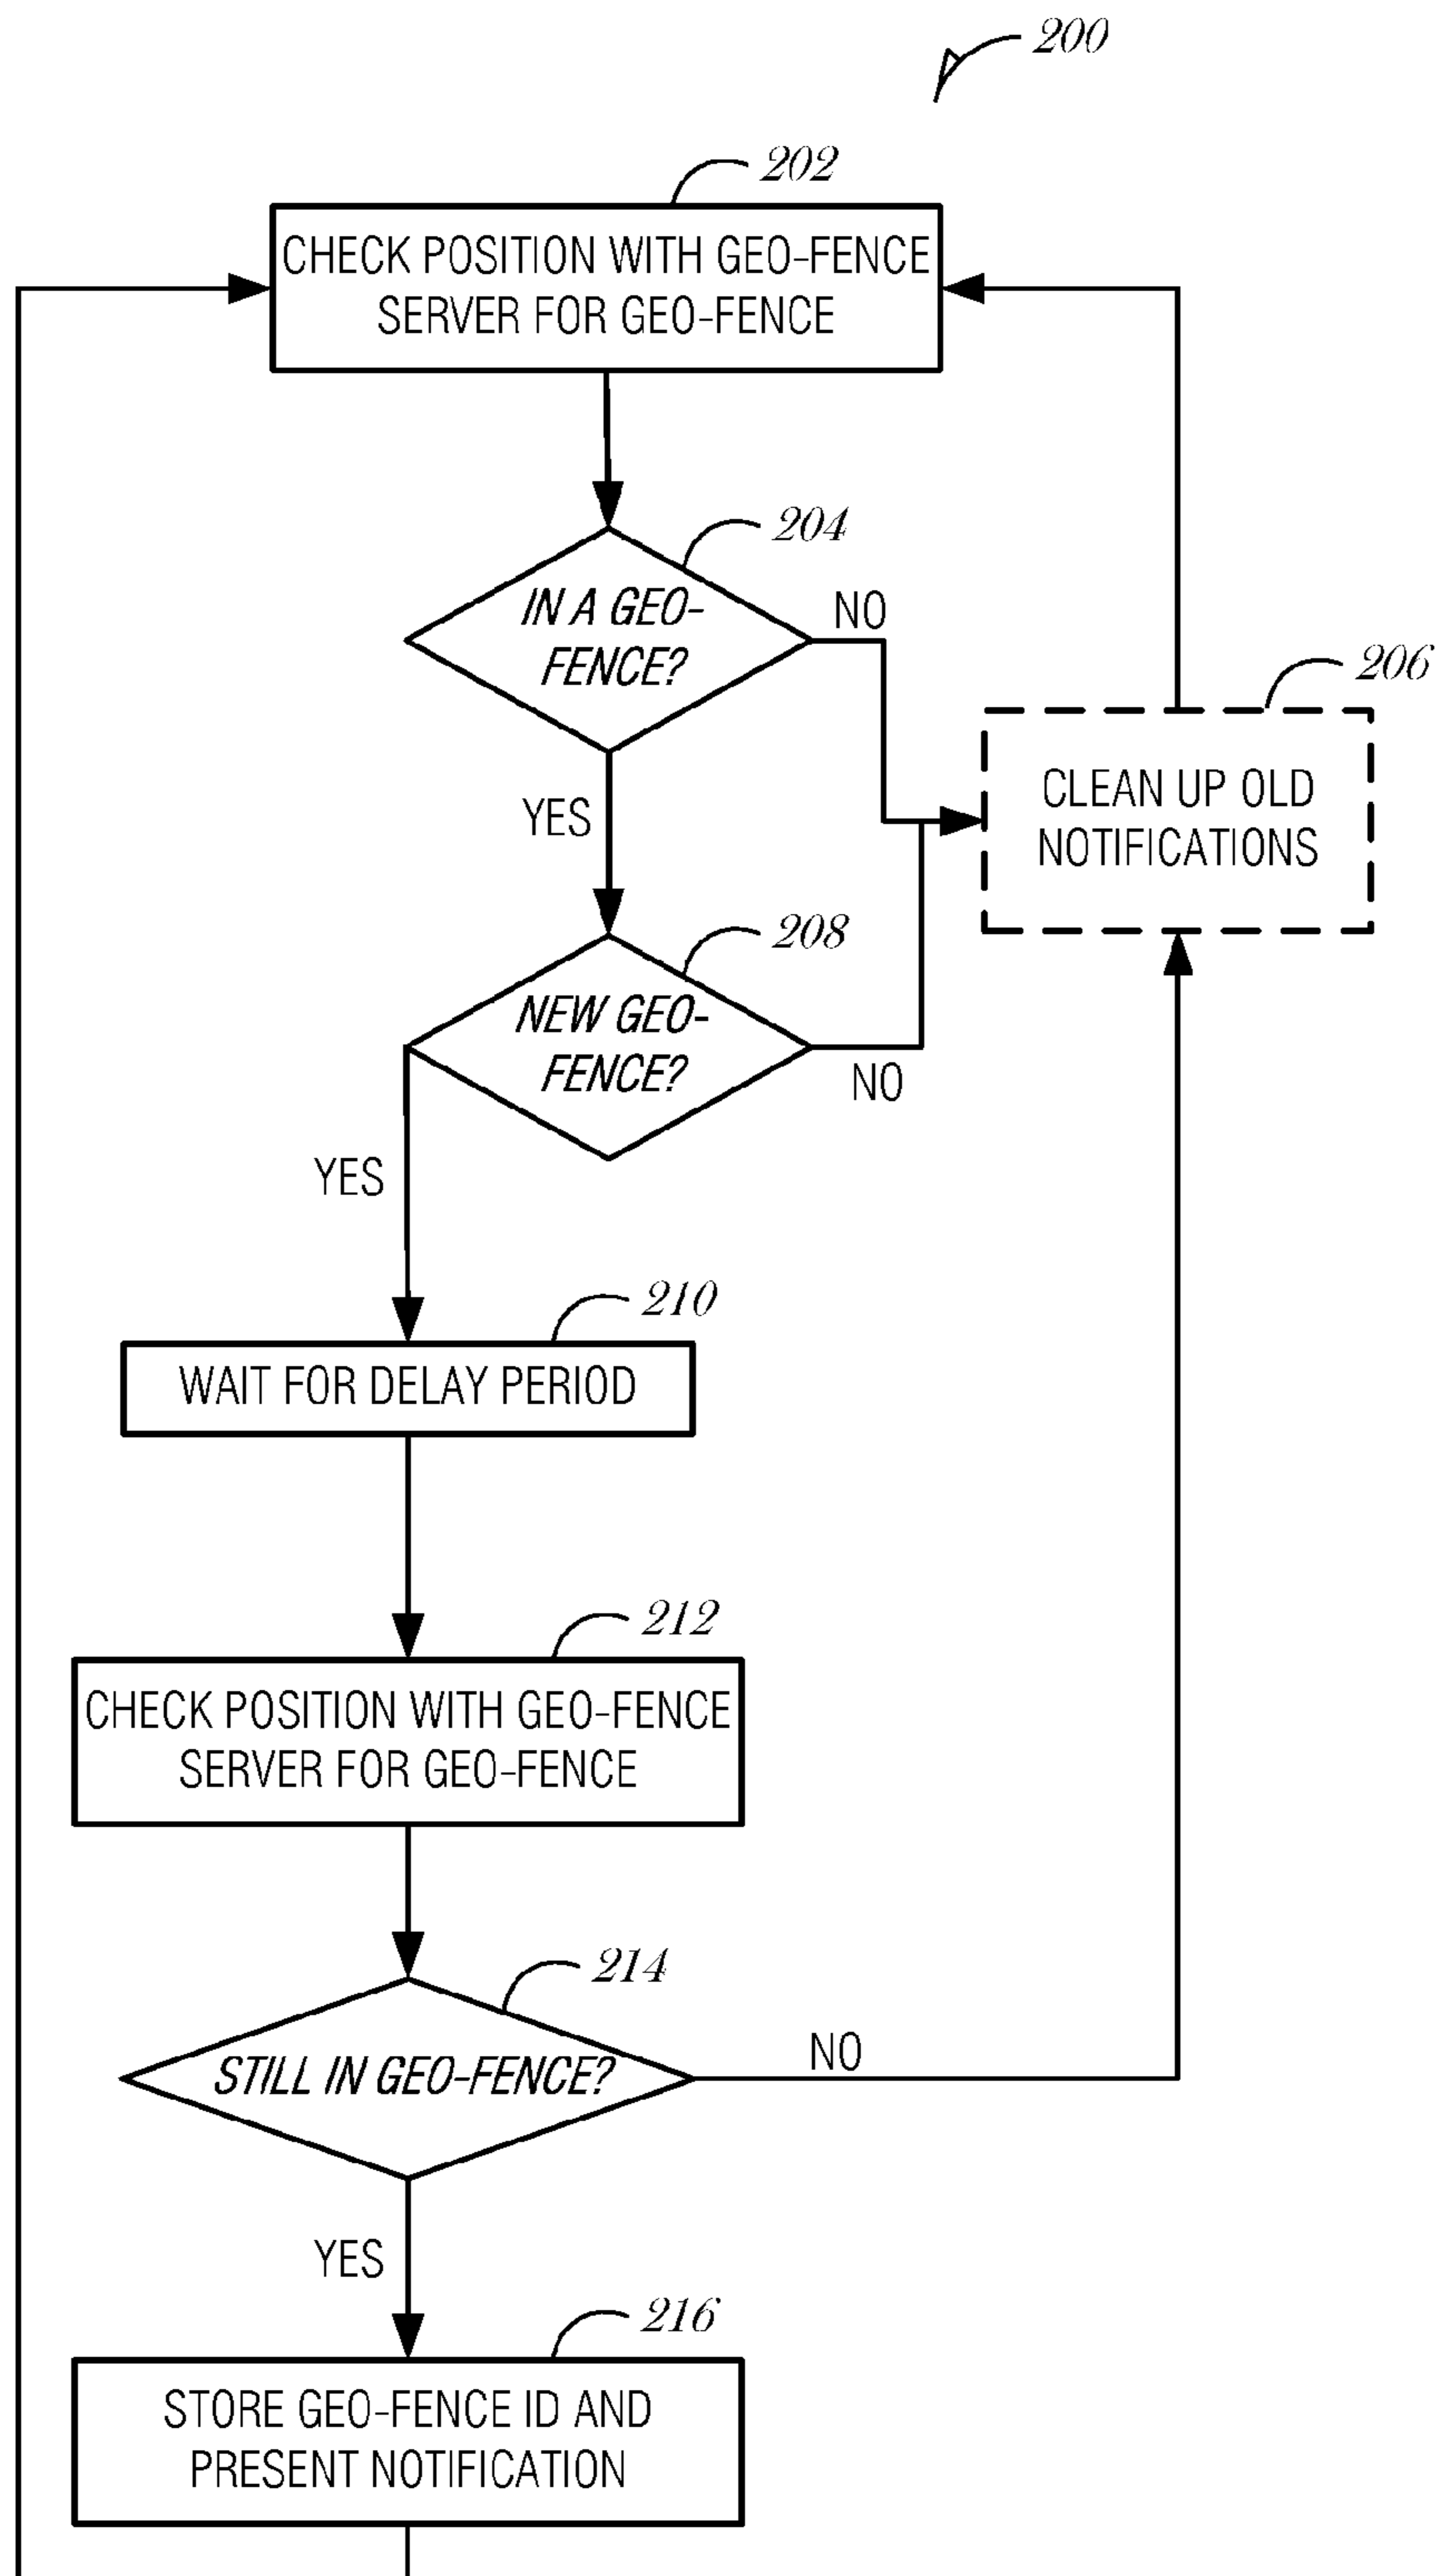 200
202
CHECK POSITION WITH GEO-FENCE
SERVER FOR GEO-FENCE
204
IN A GEO-
FENCE?
NO
206
CLEAN UP OLD
NOTIFICATIONS
YES
208
NEW GEO-
FENCE?
NO
YES
210
WAIT FOR DELAY PERIOD
212
CHECK POSITION WITH GEO-FENCE
SERVER FOR GEO-FENCE
214
STILL IN GEO-FENCE?
NO
YES
216
STORE GEO-FENCE ID AND
PRESENT NOTIFICATION